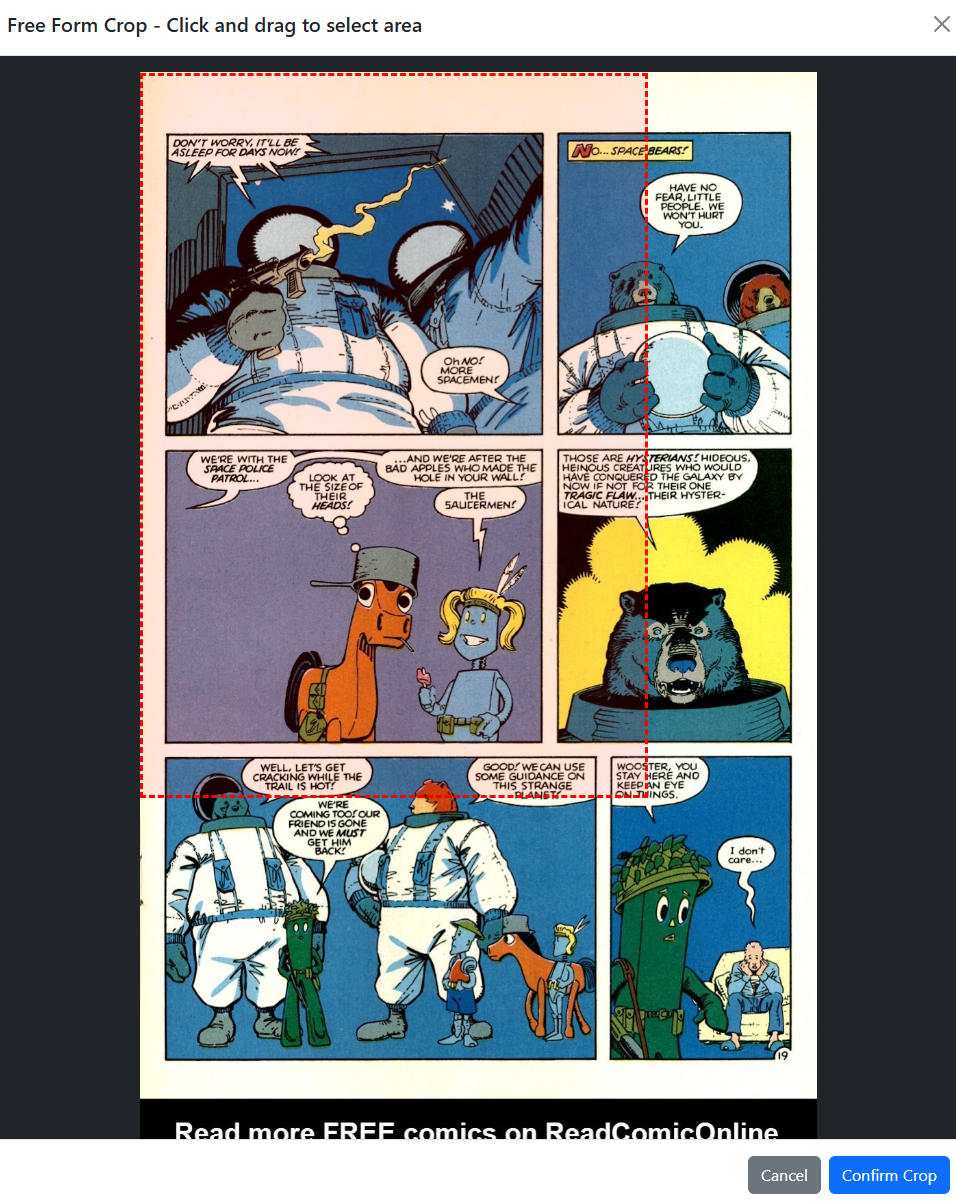 Free Form Crop - Click and drag to select area
DON'T WORRY, IT'LL BE
ASLEEP FOR DAYS NOW!
Oh NO!
MORE
SPACEMEN!
NO... SPACE BEARS!
HAVE NO
FEAR, LITTLE
PEOPLE. WE
WON'T HURT
YOU.
WE'RE WITH THE
SPACE POLICE
PATROL...
LOOK AT
THE SIZE OF
THEIR
HEADS!
...AND WE'RE AFTER THE
BAD APPLES WHO MADE THE
HOLE IN YOUR WALL!
THE
SAUCERMEN!
THOSE ARE HYSTERIANS! HIDEOUS,
HEINOUS CREATURES WHO WOULD
HAVE CONQUERED THE GALAXY BY
NOW IF NOT FOR THEIR ONE
TRAGIC FLAW... THEIR HYSTER-
ICAL NATURE!
WELL, LET'S GET
CRACKING WHILE THE
TRAIL IS HOT!
WE'RE
COMING TOO! OUR
FRIEND IS GONE
AND WE MUST
GET HIM
BACK!
GOOD! WE CAN USE
SOME GUIDANCE ON
THIS STRANGE
PLANET!
WOOSTER, YOU
STAY HERE AND
KEEP AN EYE
ON THINGS.
I don't
care...
19
Read more FREE comics on ReadComicOnline
Cancel
Confirm Crop